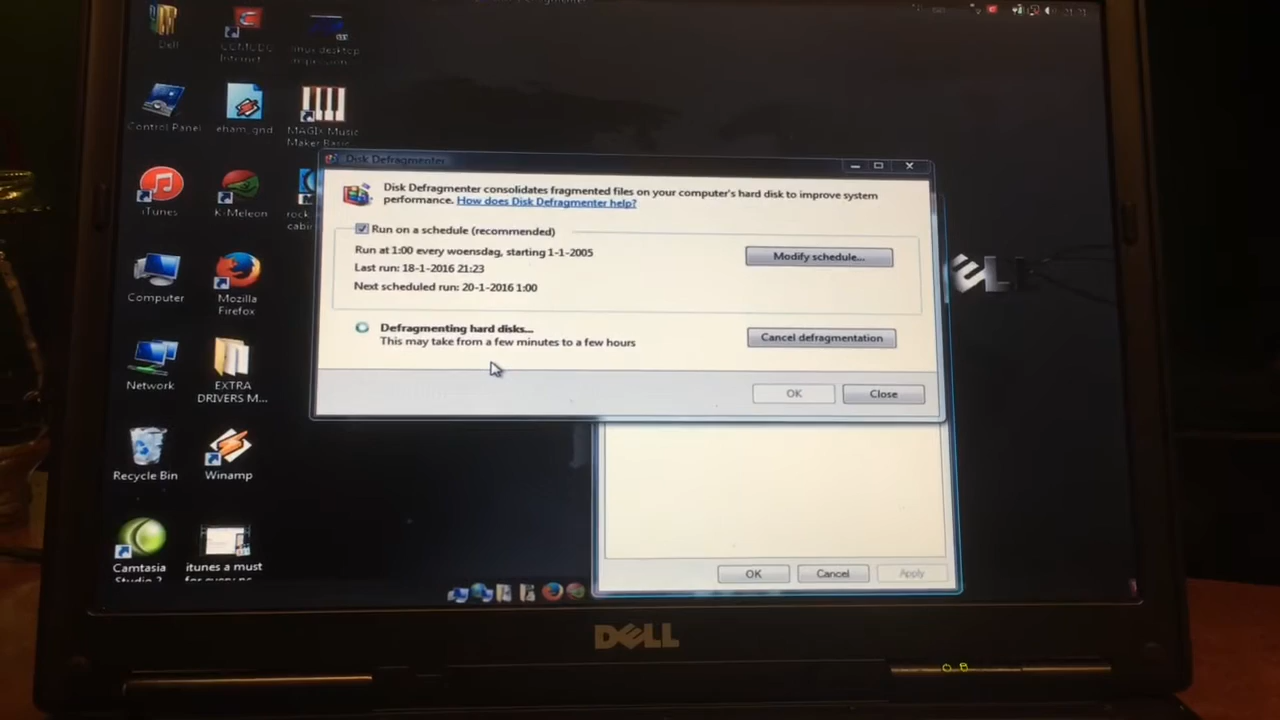 Dell
COMODO
Internet
linux desktop
21:21
Control Panel
eham_gnd
MAGIX Music
Maker Basic
Disk Defragmenter
Disk Defragmenter consolidates fragmented files on your computer's hard disk to improve system
performance. How does Disk Defragmenter help?
iTunes
K-Meleon
rock
Run on a schedule (recommended)
Run at 1:00 every woensdag, starting 1-1-2005
Modify schedule...
Last run: 18-1-2016 21:23
Next scheduled run: 20-1-2016 1:00
DELL
Computer
Mozilla
Firefox
Defragmenting hard disks...
This may take from a few minutes to a few hours
Cancel defragmentation
OK
Close
Network
EXTRA
DRIVERS M...
Recycle Bin
Winamp
Camtasia
Studio 2
itunes a must
for every pc
OK
Cancel
Apply
DELL